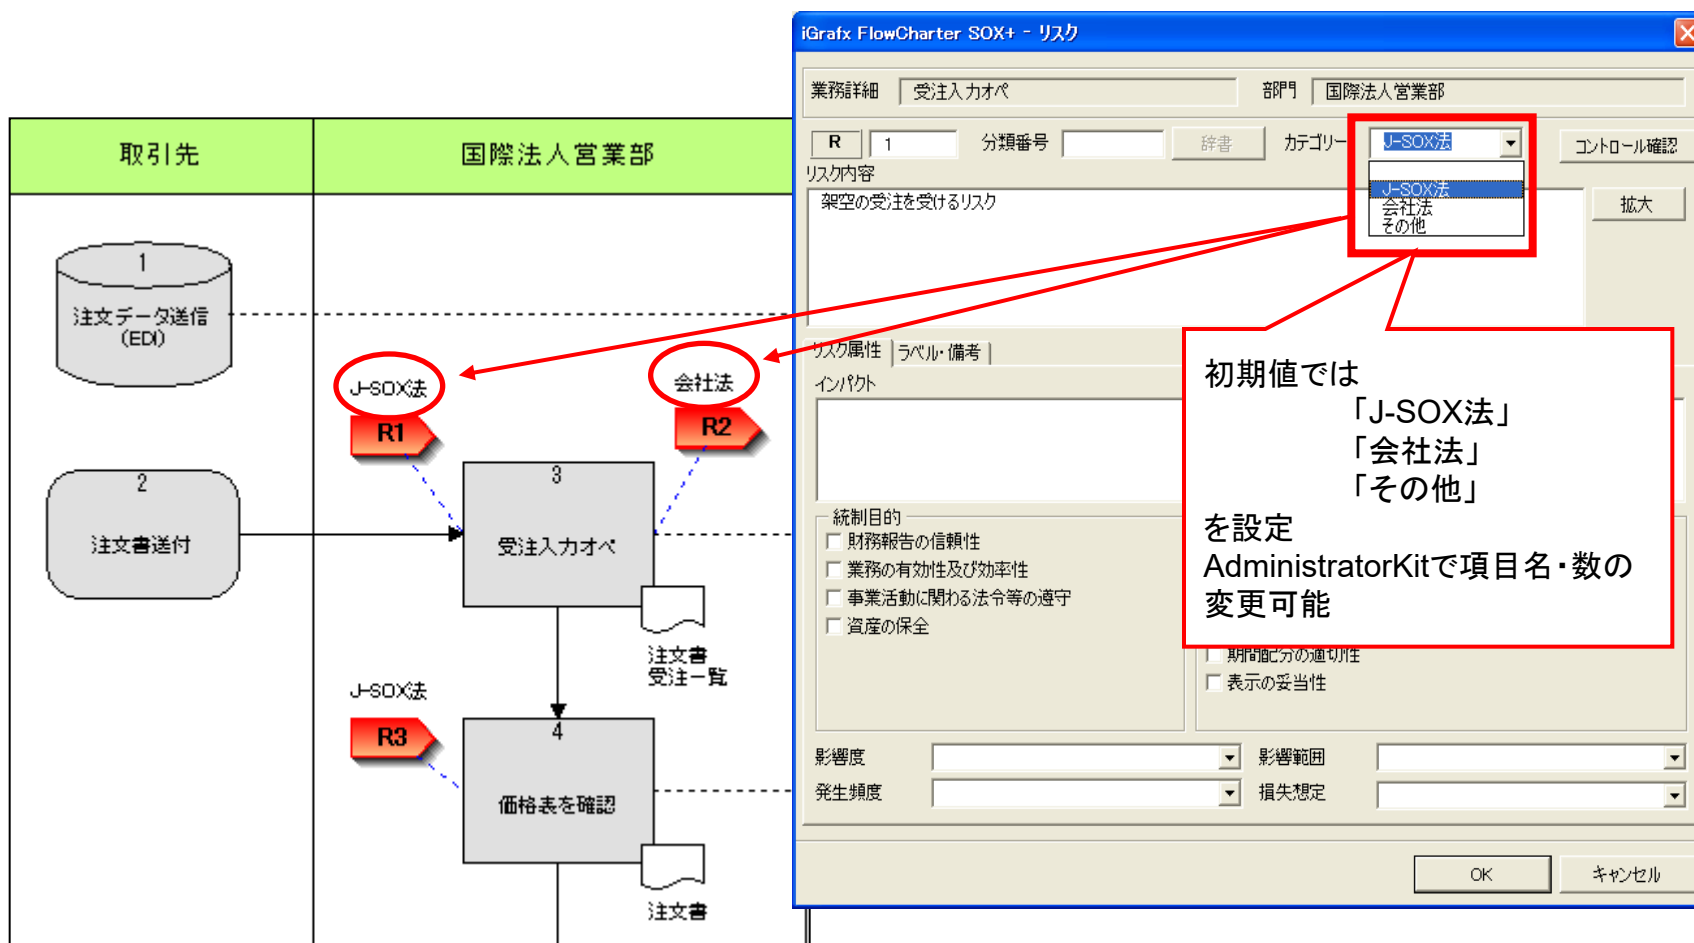 取引先
国際法人営業部
1
注文データ送信
(EDI)
J-SOX法
会社法
R1
R2
2
注文書送付
3
受注入力オペ
注文書
受注一覧
J-SOX法
R3
4
価格表を確認
注文書
iGrafx FlowCharter SOX+ - リスク
業務詳細
受注入力オペ
部門
国際法人営業部
R
1
分類番号
辞書
カテゴリー
J-SOX法
コントロール確認
J-SOX法
会社法
その他
リスク内容
架空の受注を受けるリスク
拡大
リスク属性
ラベル・備考
インパクト
初期値では
「J-SOX法」
「会社法」
「その他」
を設定
AdministratorKitで項目名・数の
変更可能
統制目的
財務報告の信頼性
業務の有効性及び効率性
事業活動に関わる法令等の遵守
資産の保全
期間配分の適切性
表示の妥当性
影響度
影響範囲
発生頻度
損失想定
OK
キャンセル